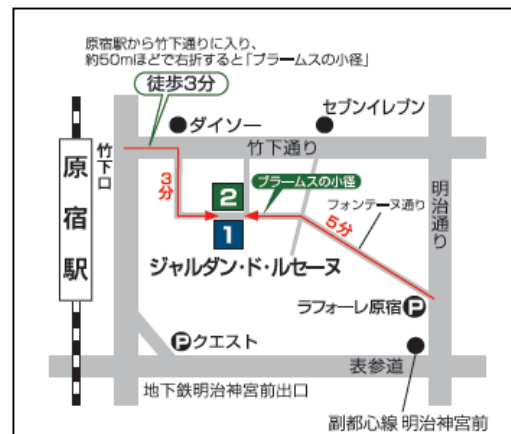 原宿駅から竹下通りに入り、
約50mほどで右折すると「ブラームスの小径」
徒歩3分
セブンイレブン
ダイソー
竹下口
竹下通り
原宿駅
3分
2
ブラームスの小径
フォンテーヌ通り
明治通り
1
5分
ジャルダン・ド・ルセーヌ
ラフォーレ原宿P
Pクエスト
表参道
地下鉄明治神宮前出口
副都心線 明治神宮前